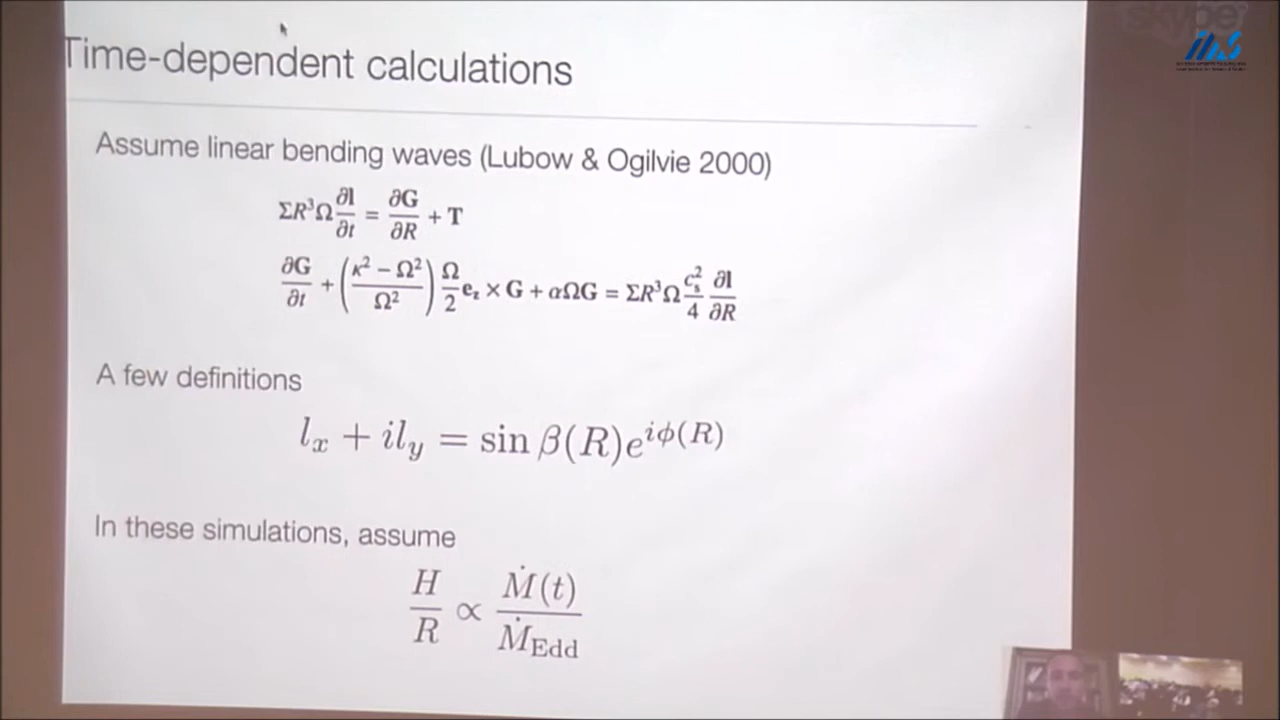 skype
Time-dependent calculations
Assume linear bending waves (Lubow & Ogilvie 2000)
ΣR³Ω ∂l/∂t = ∂G/∂R + T
∂G/∂t + ((κ² − Ω²)/Ω²) Ω/2 e_z × G + αΩG = ΣR³Ω c_s²/4 ∂l/∂R
A few definitions
l_x + il_y = sin β(R)e^{iϕ(R)}
In these simulations, assume
H/R ∝ Ṁ(t)/Ṁ_Edd